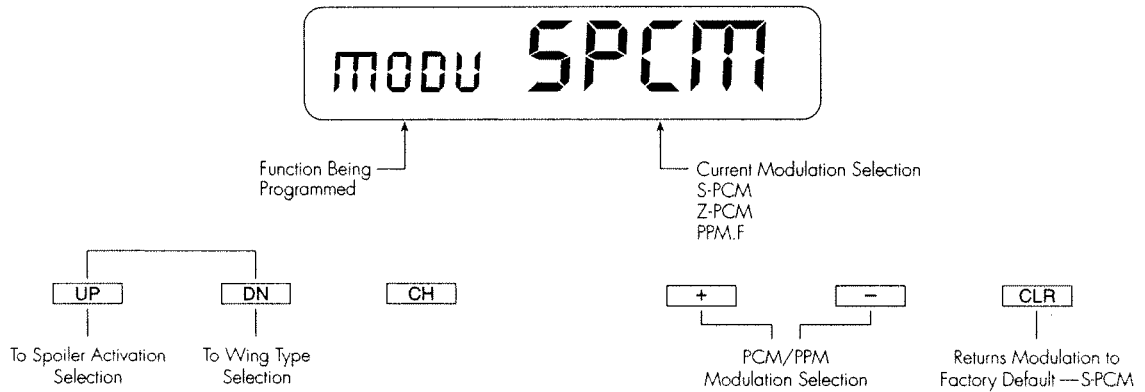 MODU SPCM
Function Being
Programmed
Current Modulation Selection
S-PCM
Z-PCM
PPM.F
UP
DN
CH
+
−
CLR
To Spoiler Activation
Selection
To Wing Type
Selection
PCM/PPM
Modulation Selection
Returns Modulation to
Factory Default — S-PCM